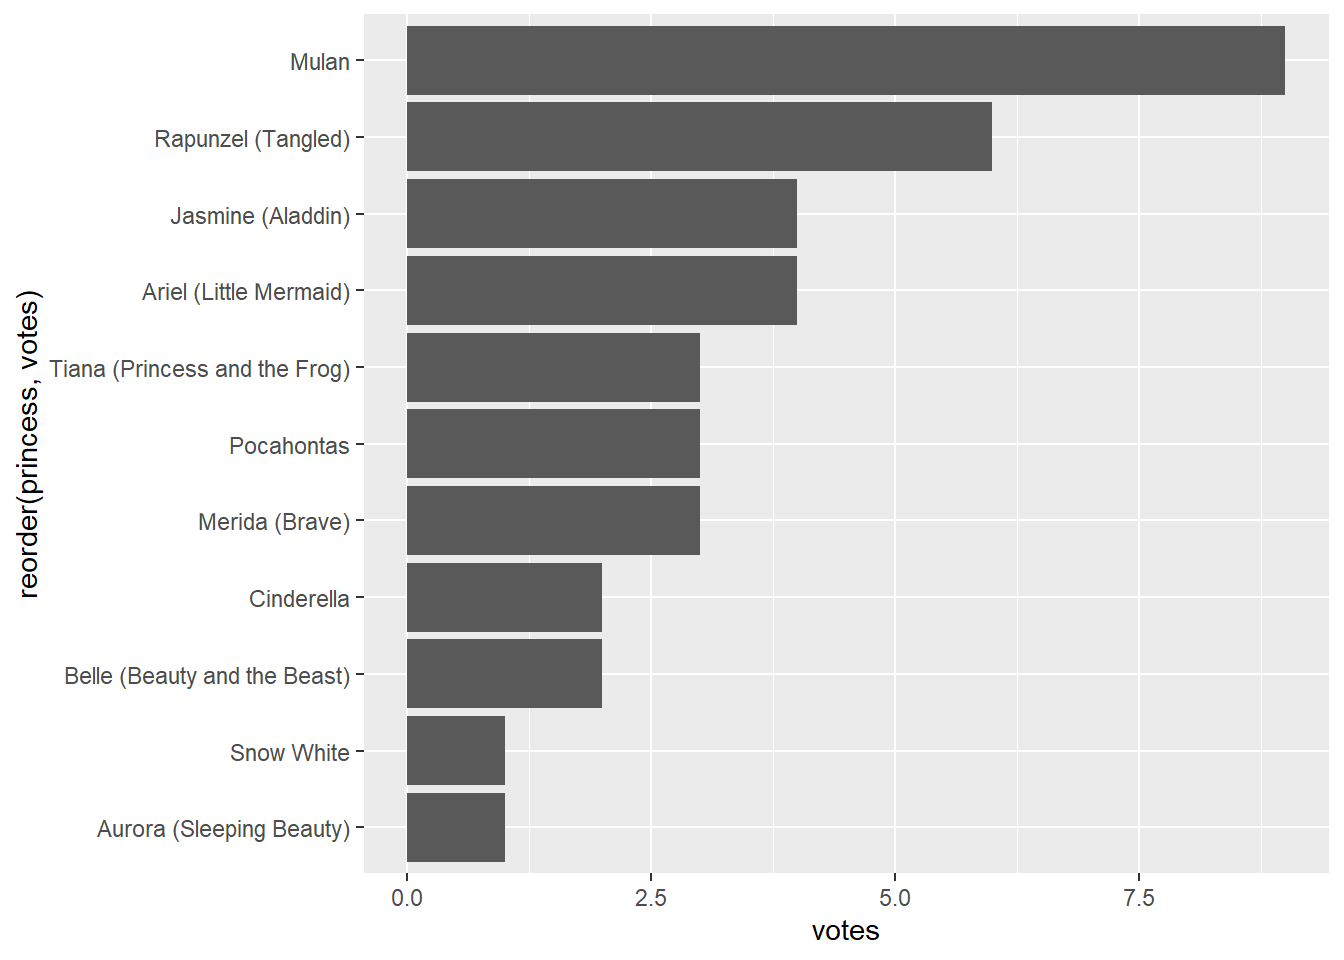 reorder(princess, votes)
Mulan
Rapunzel (Tangled)
Jasmine (Aladdin)
Ariel (Little Mermaid)
Tiana (Princess and the Frog)
Pocahontas
Merida (Brave)
Cinderella
Belle (Beauty and the Beast)
Snow White
Aurora (Sleeping Beauty)
0.0 2.5 5.0 7.5
votes